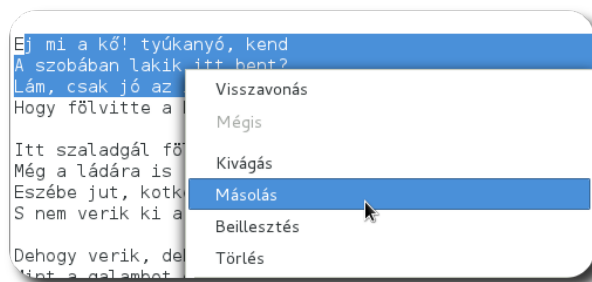 Ej mi a kő! tyúkanyó, kend
A szobában lakik itt bent?
Lám, csak jó az
Hogy fölvitte a
Itt szaladgál
Még a ládára is
Eszébe jut,
S nem verik ki a
Dehogy verik,
Mint a galambot
Visszavonás
Mégis
Kivágás
Másolás
Beillesztés
Törlés